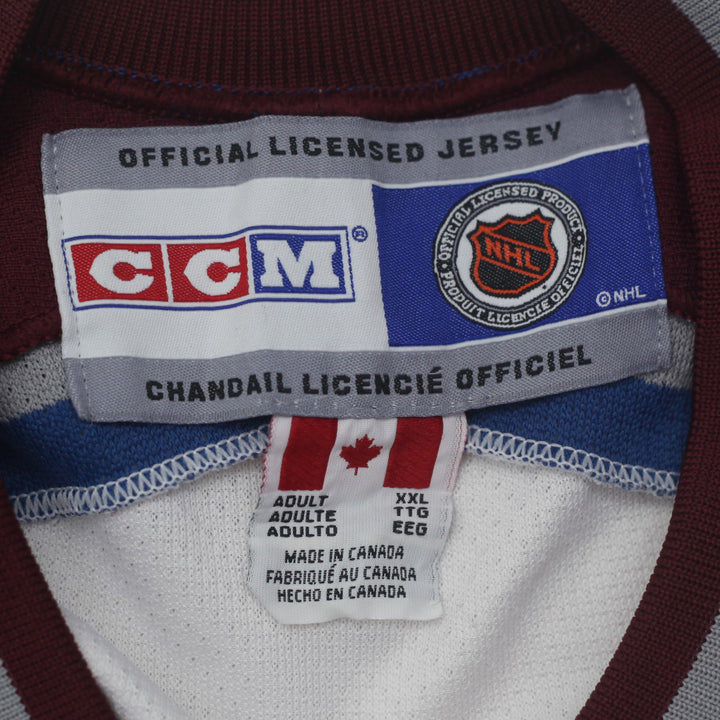 OFFICIAL LICENSED JERSEY
CCM®
OFFICIAL LICENSED PRODUCT
NHL
PRODUIT LICENCIÉ OFFICIEL
© NHL
CHANDAIL LICENCIÉ OFFICIEL
ADULT XXL
ADULTE TTG
ADULTO EEG
MADE IN CANADA
FABRIQUÉ AU CANADA
HECHO EN CANADA